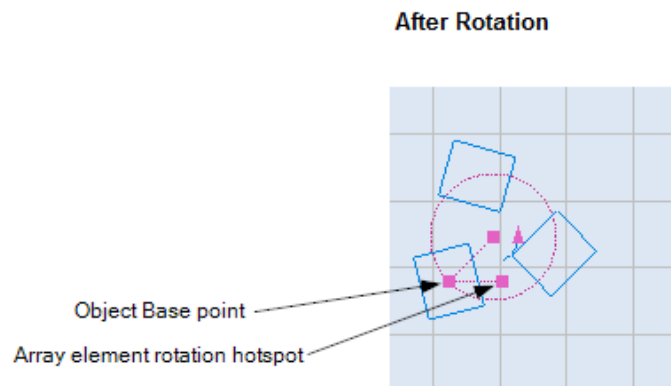 After Rotation
Object Base point
Array element rotation hotspot